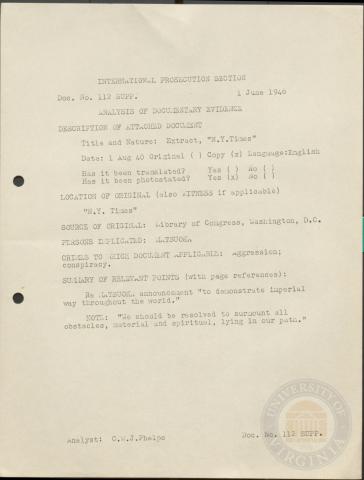 INTERNATIONAL PROSECUTION SECTION
Doc. No. 112 SUPP. 1 June 1946
ANALYSIS OF DOCUMENTARY EVIDENCE
DESCRIPTION OF ATTACHED DOCUMENT
Title and Nature: Extract, "N.Y.Times"
Date: 1 Aug 40 Original ( ) Copy (x) Language:English
Has it been translated? Yes ( ) No ( )
Has it been photostated? Yes (x) No ( )
LOCATION OF ORIGINAL (also WITNESS if applicable)
"N.Y. Times"
SOURCE OF ORIGINAL: Library of Congress, Washington, D.C.
PERSONS IMPLICATED: MATSUOKA
CRIMES TO WHICH DOCUMENT APPLICABLE: Aggression;
conspiracy.
SUMMARY OF RELEVANT POINTS (with page references):
Re MATSUOKA announcement "to demonstrate imperial
way throughout the world."
NOTE: "We should be resolved to surmount all
obstacles, material and spiritual, lying in our path."
Analyst: C.M.J.Phelps Doc. No. 112 SUPP.
UNIVERSITY OF
VIRGINIA